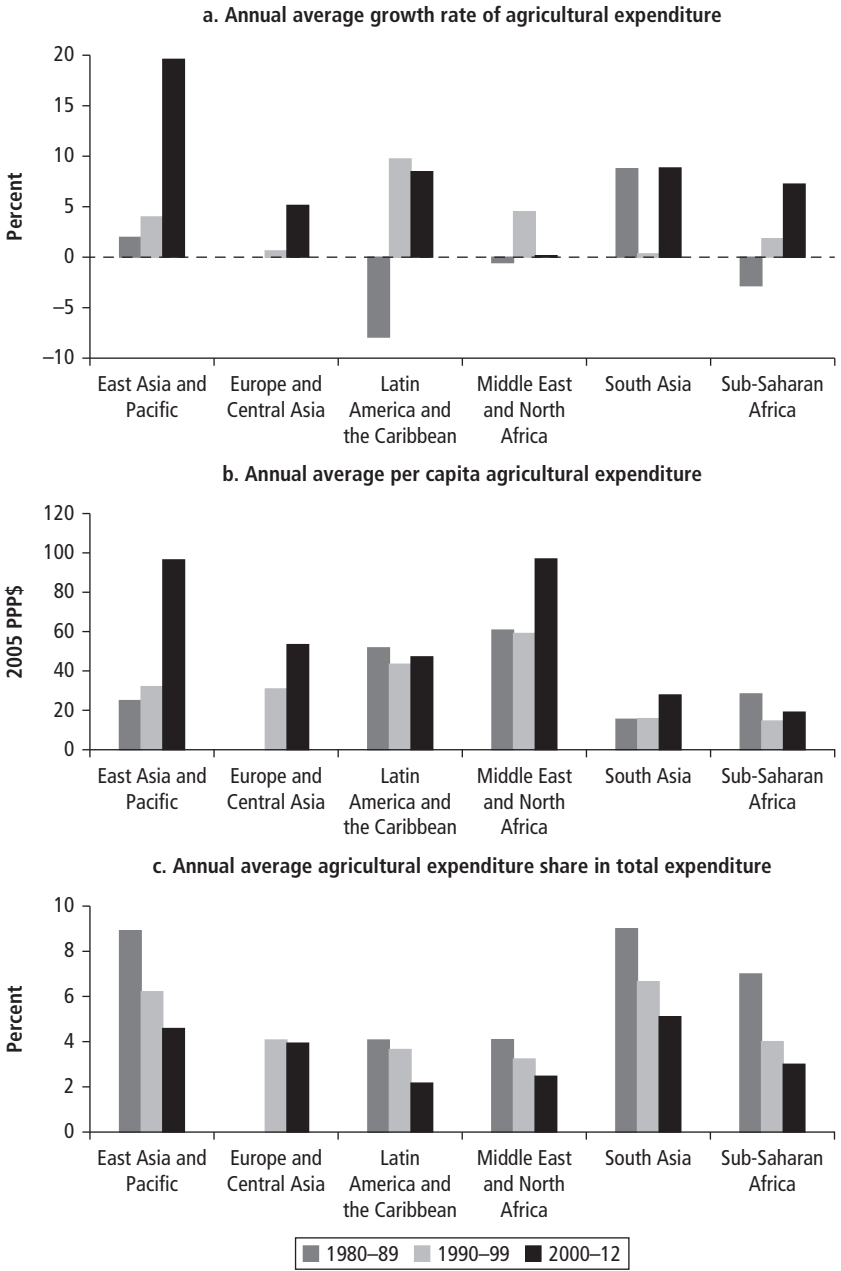 a. Annual average growth rate of agricultural expenditure
Percent
20
15
10
5
0
–5
–10
East Asia and Pacific
Europe and Central Asia
Latin America and the Caribbean
Middle East and North Africa
South Asia
Sub-Saharan Africa
b. Annual average per capita agricultural expenditure
2005 PPP$
120
100
80
60
40
20
0
East Asia and Pacific
Europe and Central Asia
Latin America and the Caribbean
Middle East and North Africa
South Asia
Sub-Saharan Africa
c. Annual average agricultural expenditure share in total expenditure
Percent
10
8
6
4
2
0
East Asia and Pacific
Europe and Central Asia
Latin America and the Caribbean
Middle East and North Africa
South Asia
Sub-Saharan Africa
1980–89 1990–99 2000–12